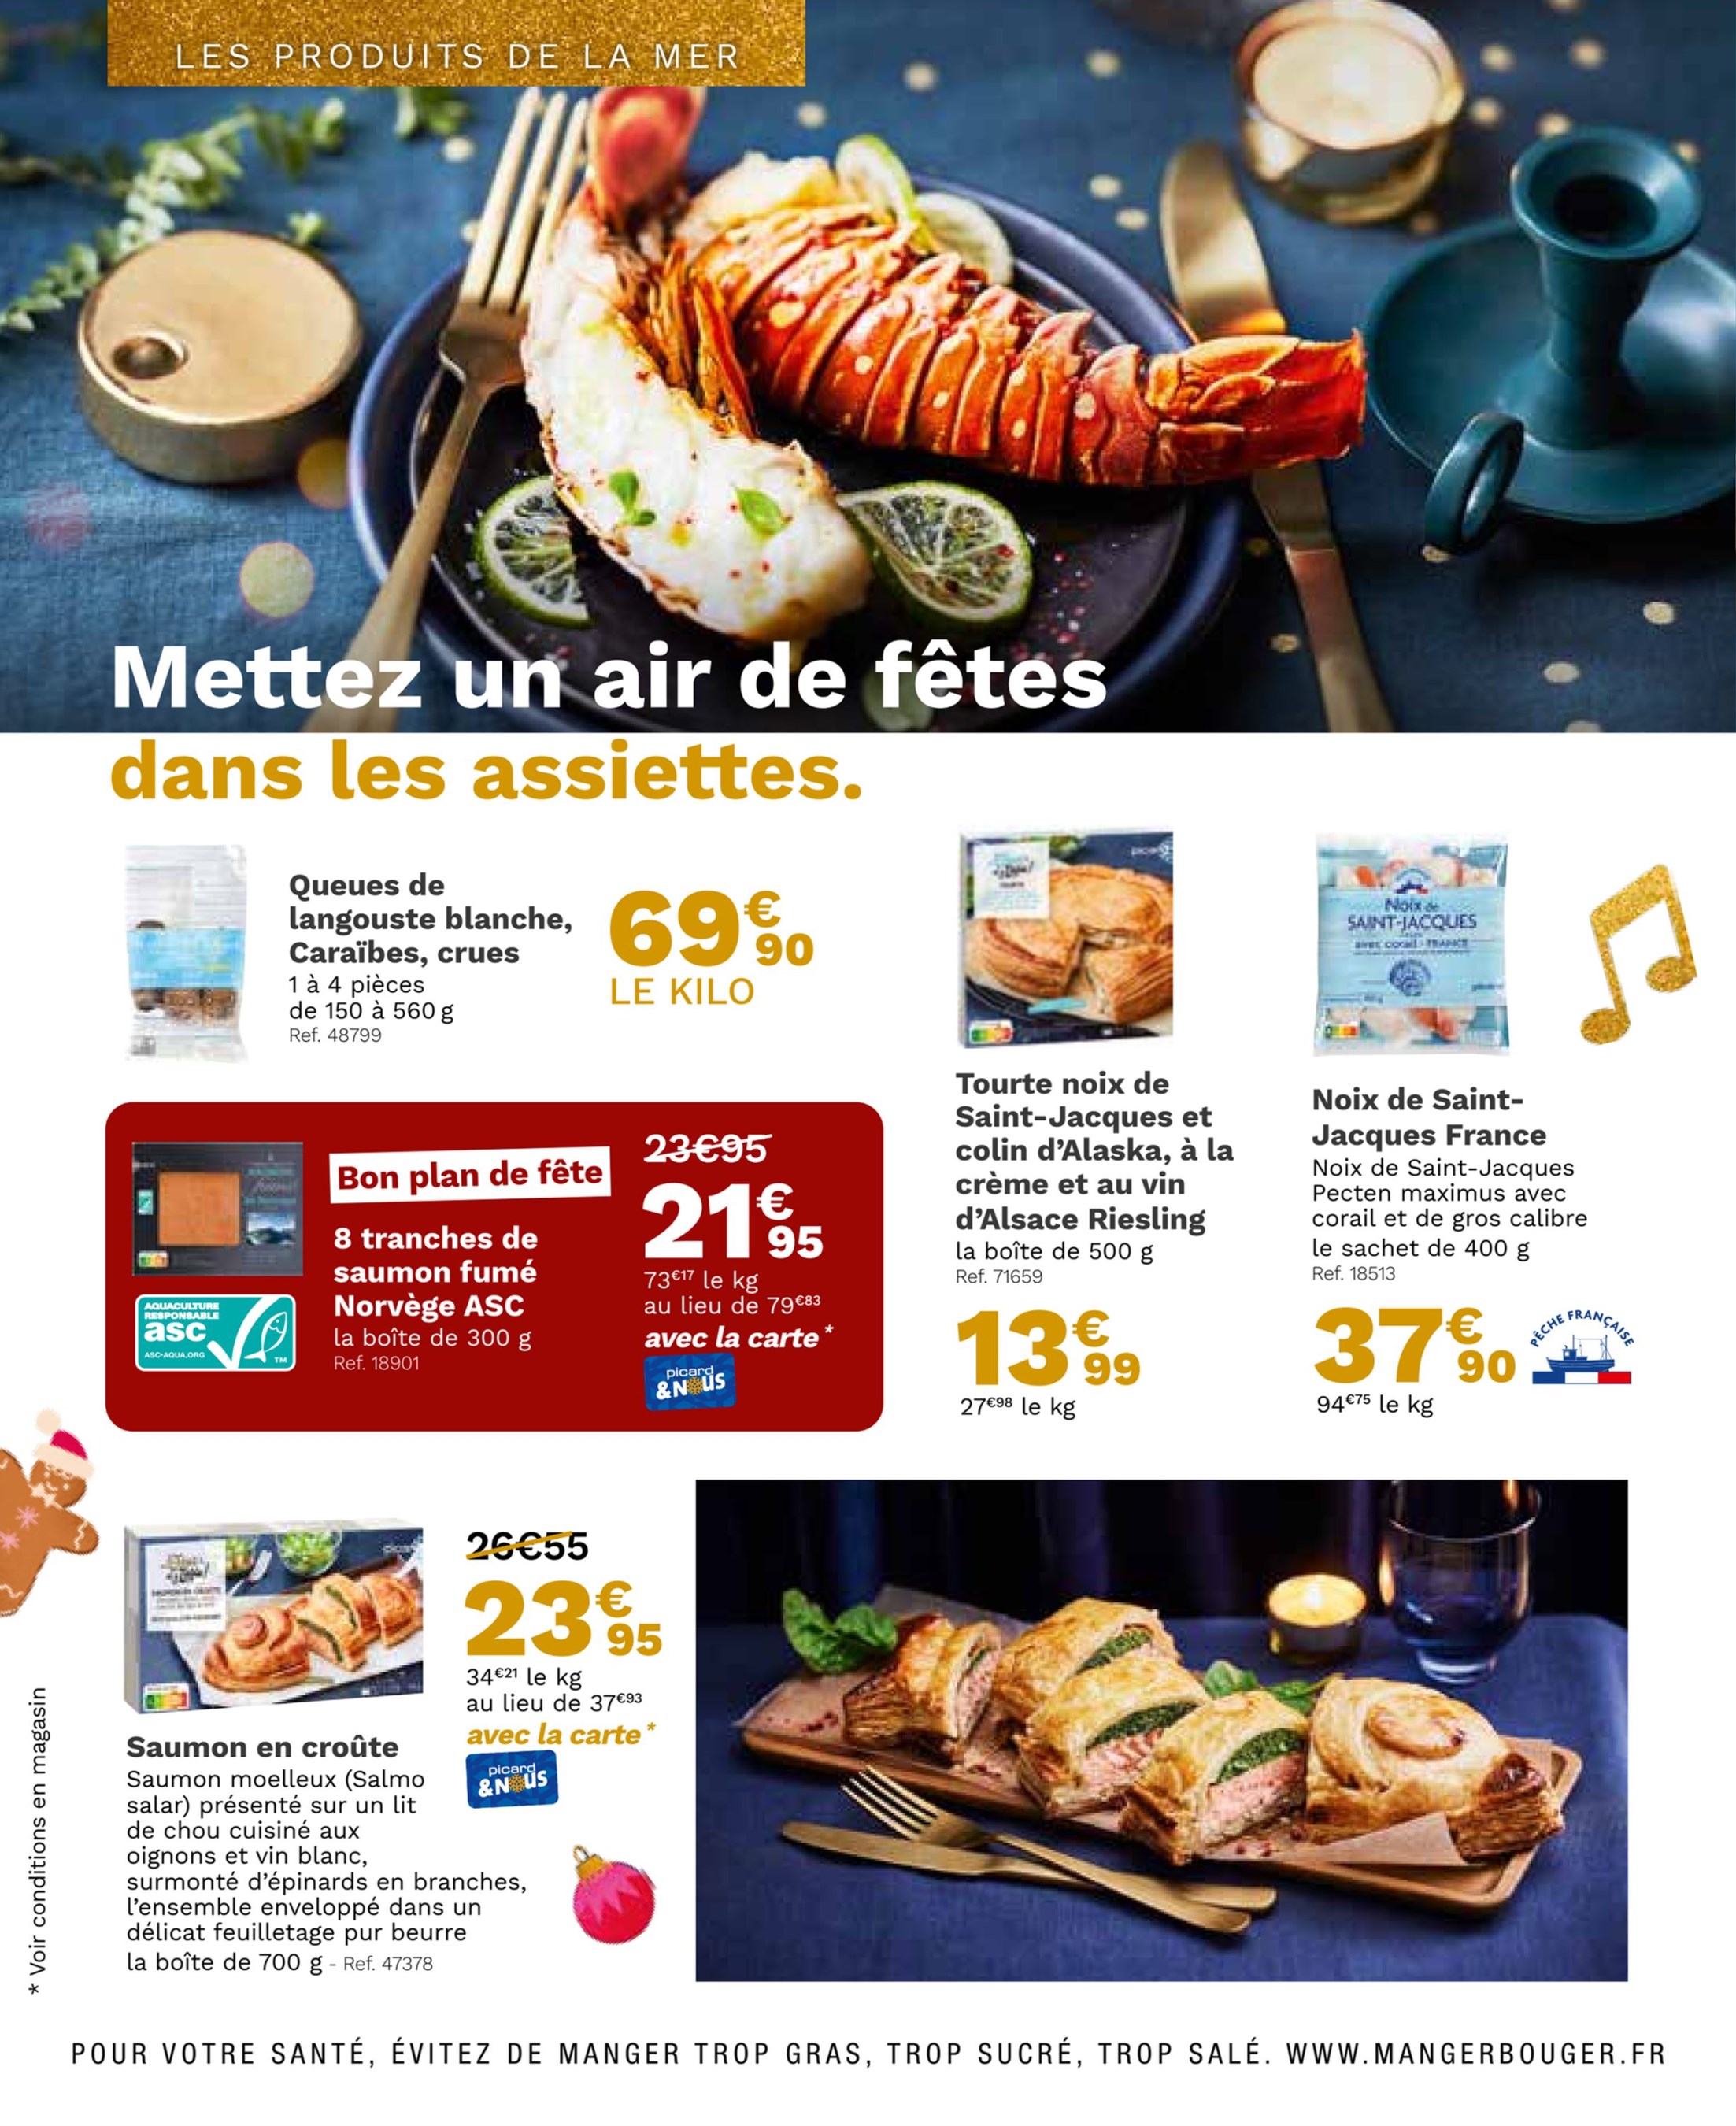 LES PRODUITS DE LA MER
Mettez un air de fêtes
dans les assiettes.
Queues de
langouste blanche,
Caraïbes, crues
1 à 4 pièces
de 150 à 560 g
Ref. 48799
69€90
LE KILO
picard
Tourte noix de
Saint-Jacques et
colin d'Alaska, à la
crème et au vin
d'Alsace Riesling
la boîte de 500 g
Ref. 71659
13€99
27€98 le kg
Noix de
SAINT-JACQUES
avec corail - FRANCE
Noix de Saint-
Jacques France
Noix de Saint-Jacques
Pecten maximus avec
corail et de gros calibre
le sachet de 400 g
Ref. 18513
37€90
94€75 le kg
PÊCHE FRANÇAISE
Bon plan de fête
8 tranches de
saumon fumé
Norvège ASC
la boîte de 300 g
Ref. 18901
AQUACULTURE
RESPONSABLE
asc
ASC-AQUA.ORG
TM
23€95
21€95
73€17 le kg
au lieu de 79€83
avec la carte*
picard
&NOUS
26€55
23€95
34€21 le kg
au lieu de 37€93
avec la carte*
picard
&NOUS
Saumon en croûte
Saumon moelleux (Salmo
salar) présenté sur un lit
de chou cuisiné aux
oignons et vin blanc,
surmonté d'épinards en branches,
l'ensemble enveloppé dans un
délicat feuilletage pur beurre
la boîte de 700 g - Ref. 47378
* Voir conditions en magasin
POUR VOTRE SANTÉ, ÉVITEZ DE MANGER TROP GRAS, TROP SUCRÉ, TROP SALÉ. WWW.MANGERBOUGER.FR